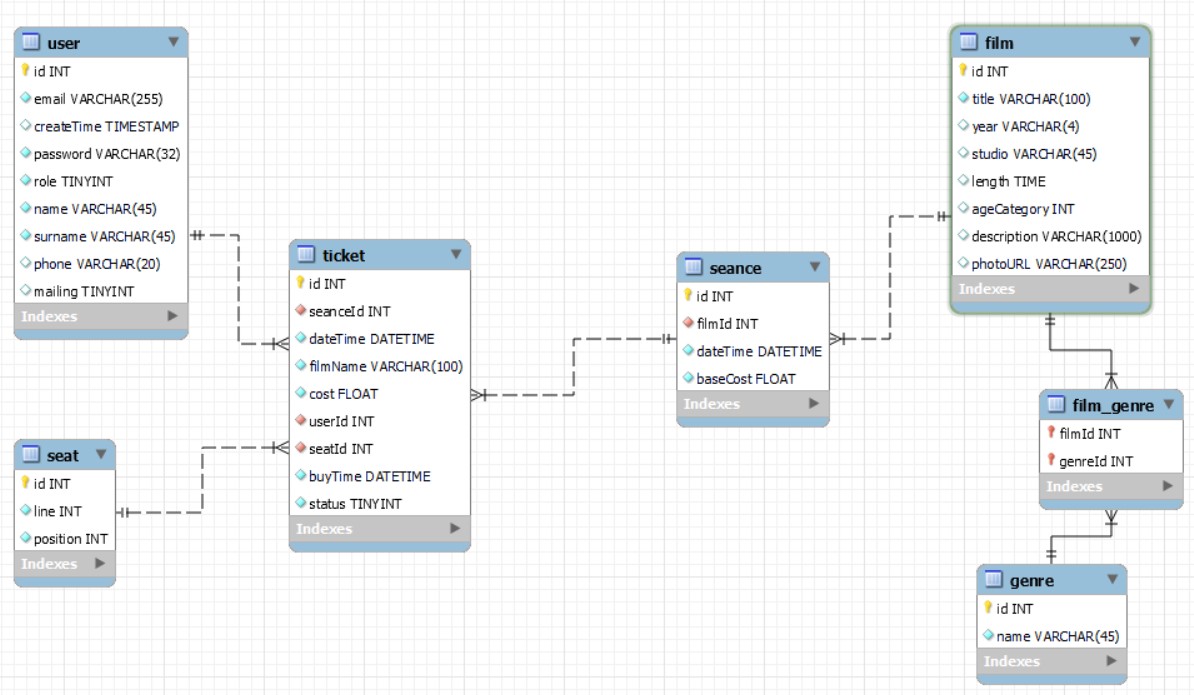 user
id INT
email VARCHAR(255)
createTime TIMESTAMP
password VARCHAR(32)
role TINYINT
name VARCHAR(45)
surname VARCHAR(45)
phone VARCHAR(20)
mailing TINYINT
Indexes
seat
id INT
line INT
position INT
Indexes
ticket
id INT
seanceId INT
dateTime DATETIME
filmName VARCHAR(100)
cost FLOAT
userId INT
seatId INT
buyTime DATETIME
status TINYINT
Indexes
seance
id INT
filmId INT
dateTime DATETIME
baseCost FLOAT
Indexes
film
id INT
title VARCHAR(100)
year VARCHAR(4)
studio VARCHAR(45)
length TIME
ageCategory INT
description VARCHAR(1000)
photoURL VARCHAR(250)
Indexes
film_genre
filmId INT
genreId INT
Indexes
genre
id INT
name VARCHAR(45)
Indexes